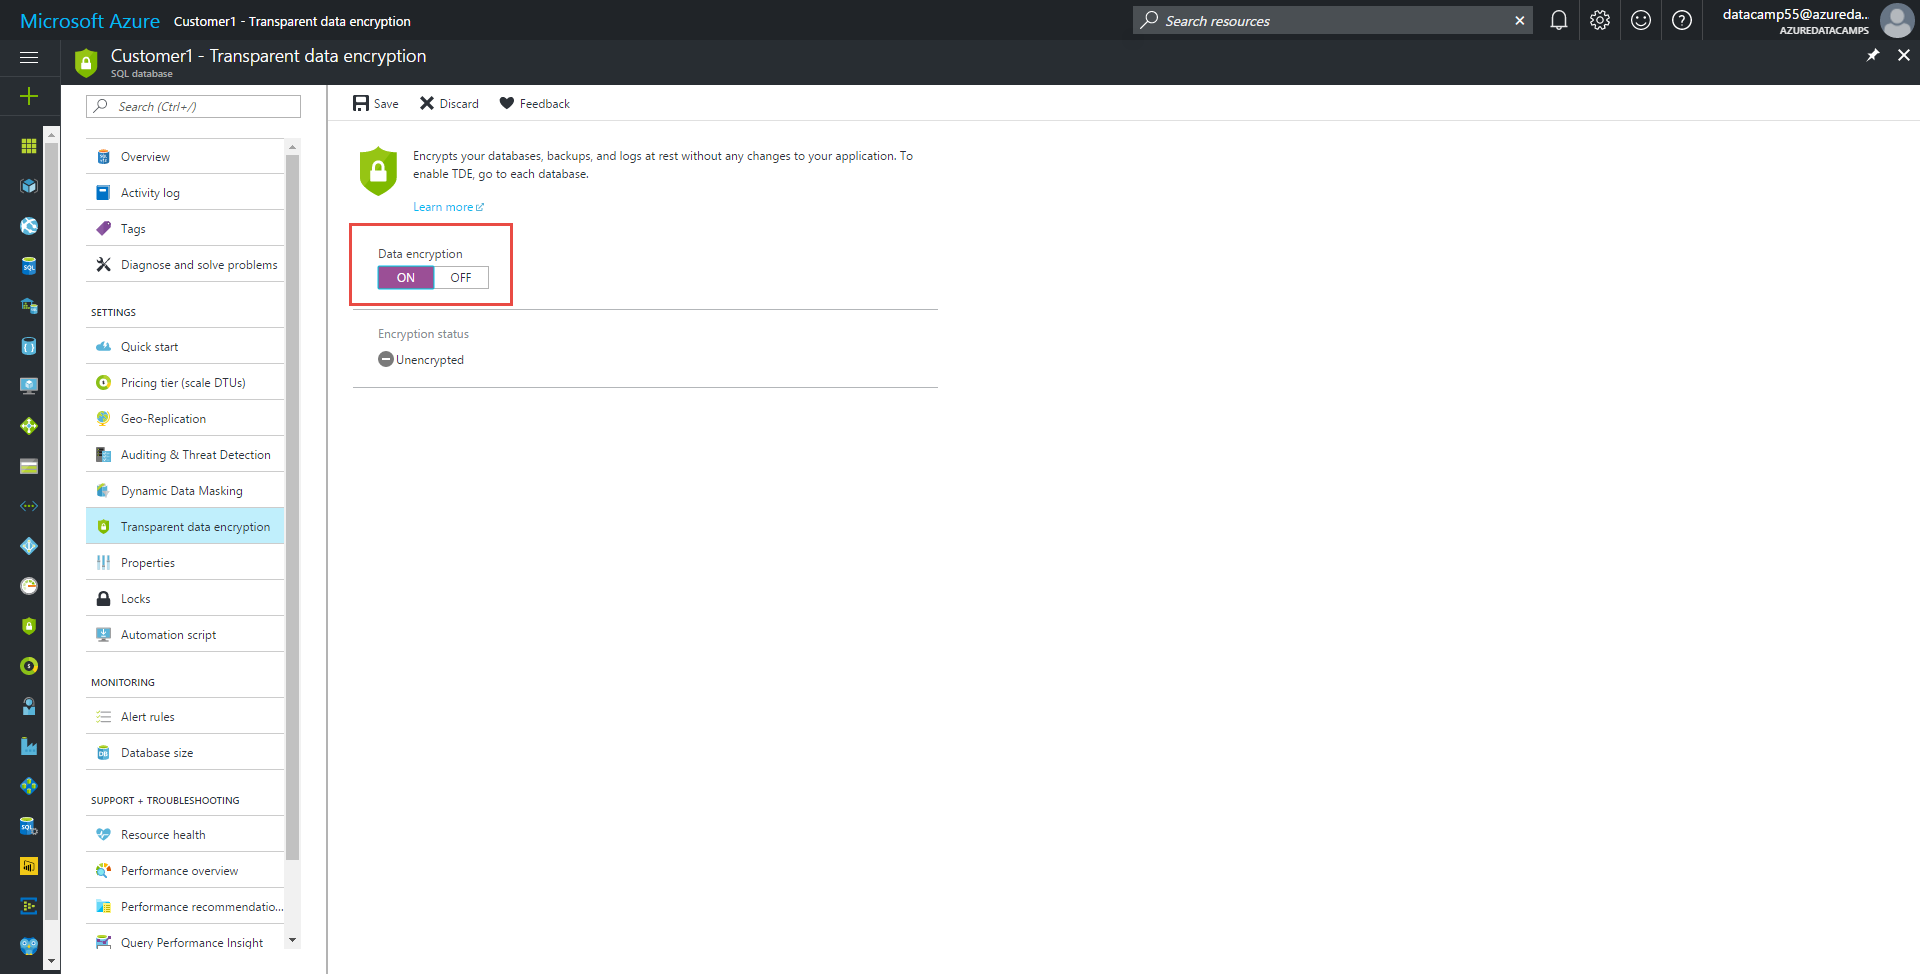 Microsoft Azure Customer1 - Transparent data encryption
Search resources
datacamp55@azureda...
AZUREDATACAMPS
Customer1 - Transparent data encryption
SQL database
Search (Ctrl+/)
Overview
Activity log
Tags
Diagnose and solve problems
SETTINGS
Quick start
Pricing tier (scale DTUs)
Geo-Replication
Auditing & Threat Detection
Dynamic Data Masking
Transparent data encryption
Properties
Locks
Automation script
MONITORING
Alert rules
Database size
SUPPORT + TROUBLESHOOTING
Resource health
Performance overview
Performance recommendatio...
Query Performance Insight
Save Discard Feedback
Encrypts your databases, backups, and logs at rest without any changes to your application. To
enable TDE, go to each database.
Learn more
Data encryption
ON OFF
Encryption status
Unencrypted